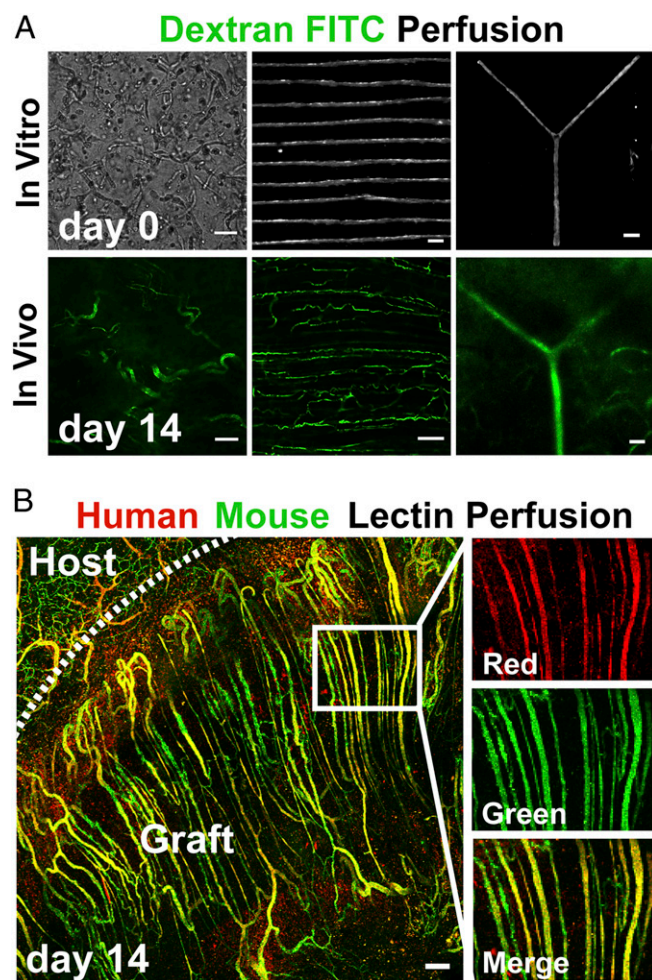 A
Dextran FITC Perfusion
In Vitro
day 0
In Vivo
day 14
B
Human Mouse Lectin Perfusion
Host
Graft
day 14
Red
Green
Merge